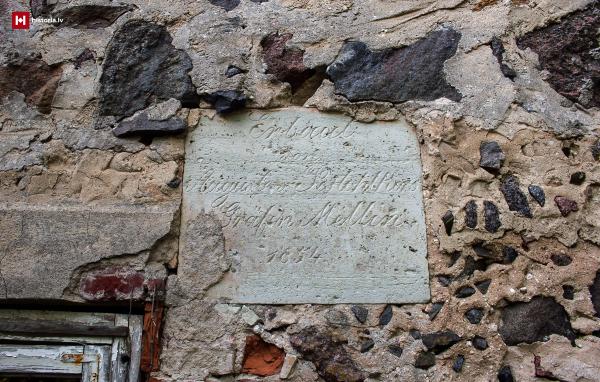 historia.lv
Erbaut
von
Gräfin Mellin
1834